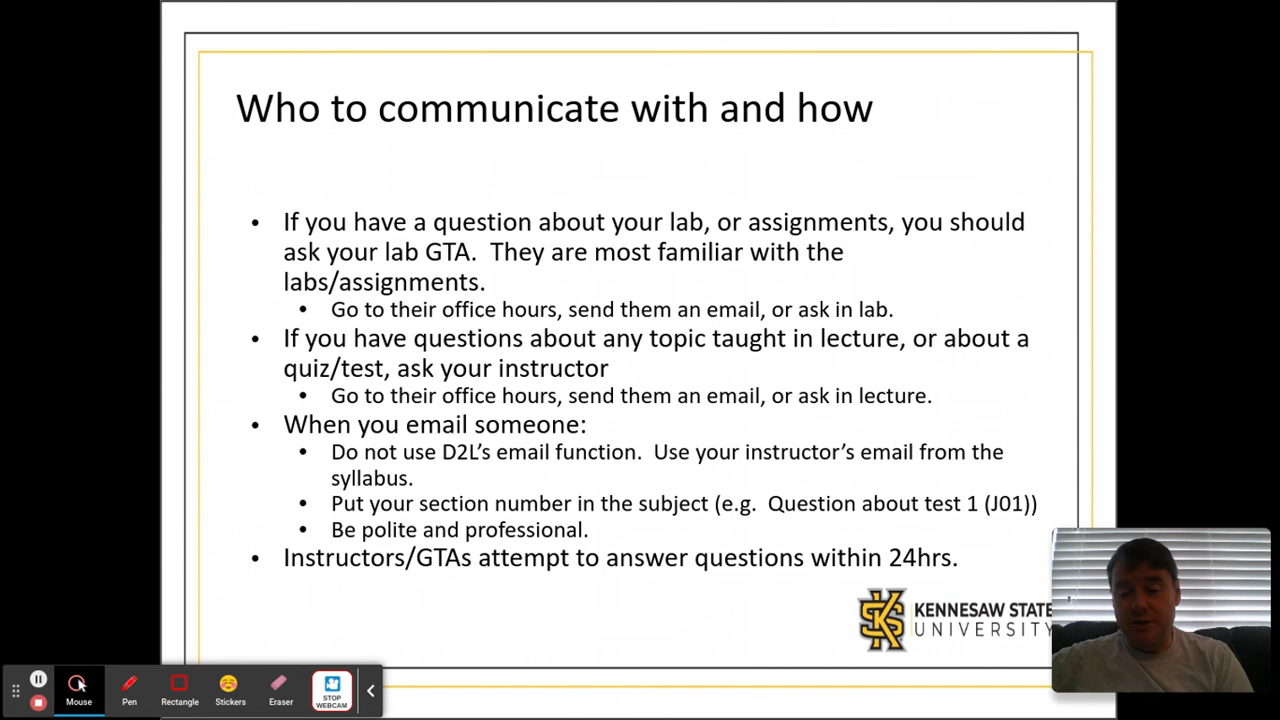 Who to communicate with and how
• If you have a question about your lab, or assignments, you should
ask your lab GTA.  They are most familiar with the
labs/assignments.
• Go to their office hours, send them an email, or ask in lab.
• If you have questions about any topic taught in lecture, or about a
quiz/test, ask your instructor
• Go to their office hours, send them an email, or ask in lecture.
• When you email someone:
• Do not use D2L’s email function.  Use your instructor’s email from the
syllabus.
• Put your section number in the subject (e.g.  Question about test 1 (J01))
• Be polite and professional.
• Instructors/GTAs attempt to answer questions within 24hrs.
KS
KENNESAW STATE
UNIVERSITY
Mouse
Pen
Rectangle
Stickers
Eraser
STOP
WEBCAM